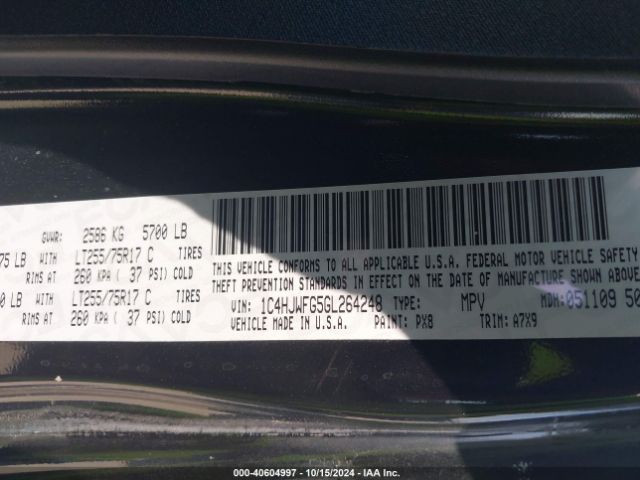 GVWR: 2586 KG 5700 LB
75 LB WITH LT255/75R17 C TIRES
RIMS AT 260 KPA ( 37 PSI) COLD
0 LB WITH LT255/75R17 C TIRES
RIMS AT 260 KPA ( 37 PSI) COLD
THIS VEHICLE CONFORMS TO ALL APPLICABLE U.S.A. FEDERAL MOTOR VEHICLE SAFETY
THEFT PREVENTION STANDARDS IN EFFECT ON THE DATE OF MANUFACTURE SHOWN ABOV
VIN: 1C4HJWFG5GL264248 TYPE: MPV MDH: 051109 50
VEHICLE MADE IN U.S.A. PAINT: PX8 TRIM: A7X9
000-40604997 - 10/15/2024 - IAA Inc.